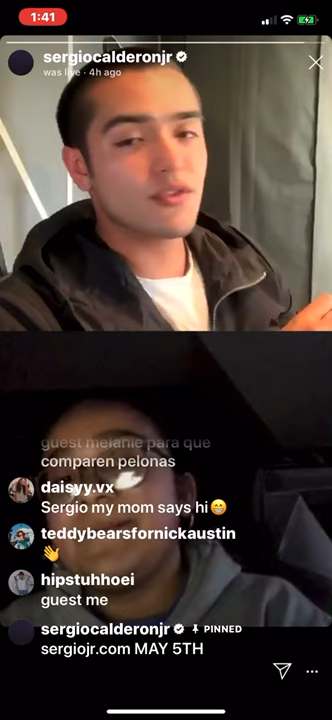 1:41
sergiocalderonjr
was live · 4h ago
guest melanie para que
comparen pelonas
daisyy.vx
Sergio my mom says hi😁
teddybearsfornickaustin
👋
hipstuhhoei
guest me
sergiocalderonjr PINNED
sergiojr.com MAY 5TH